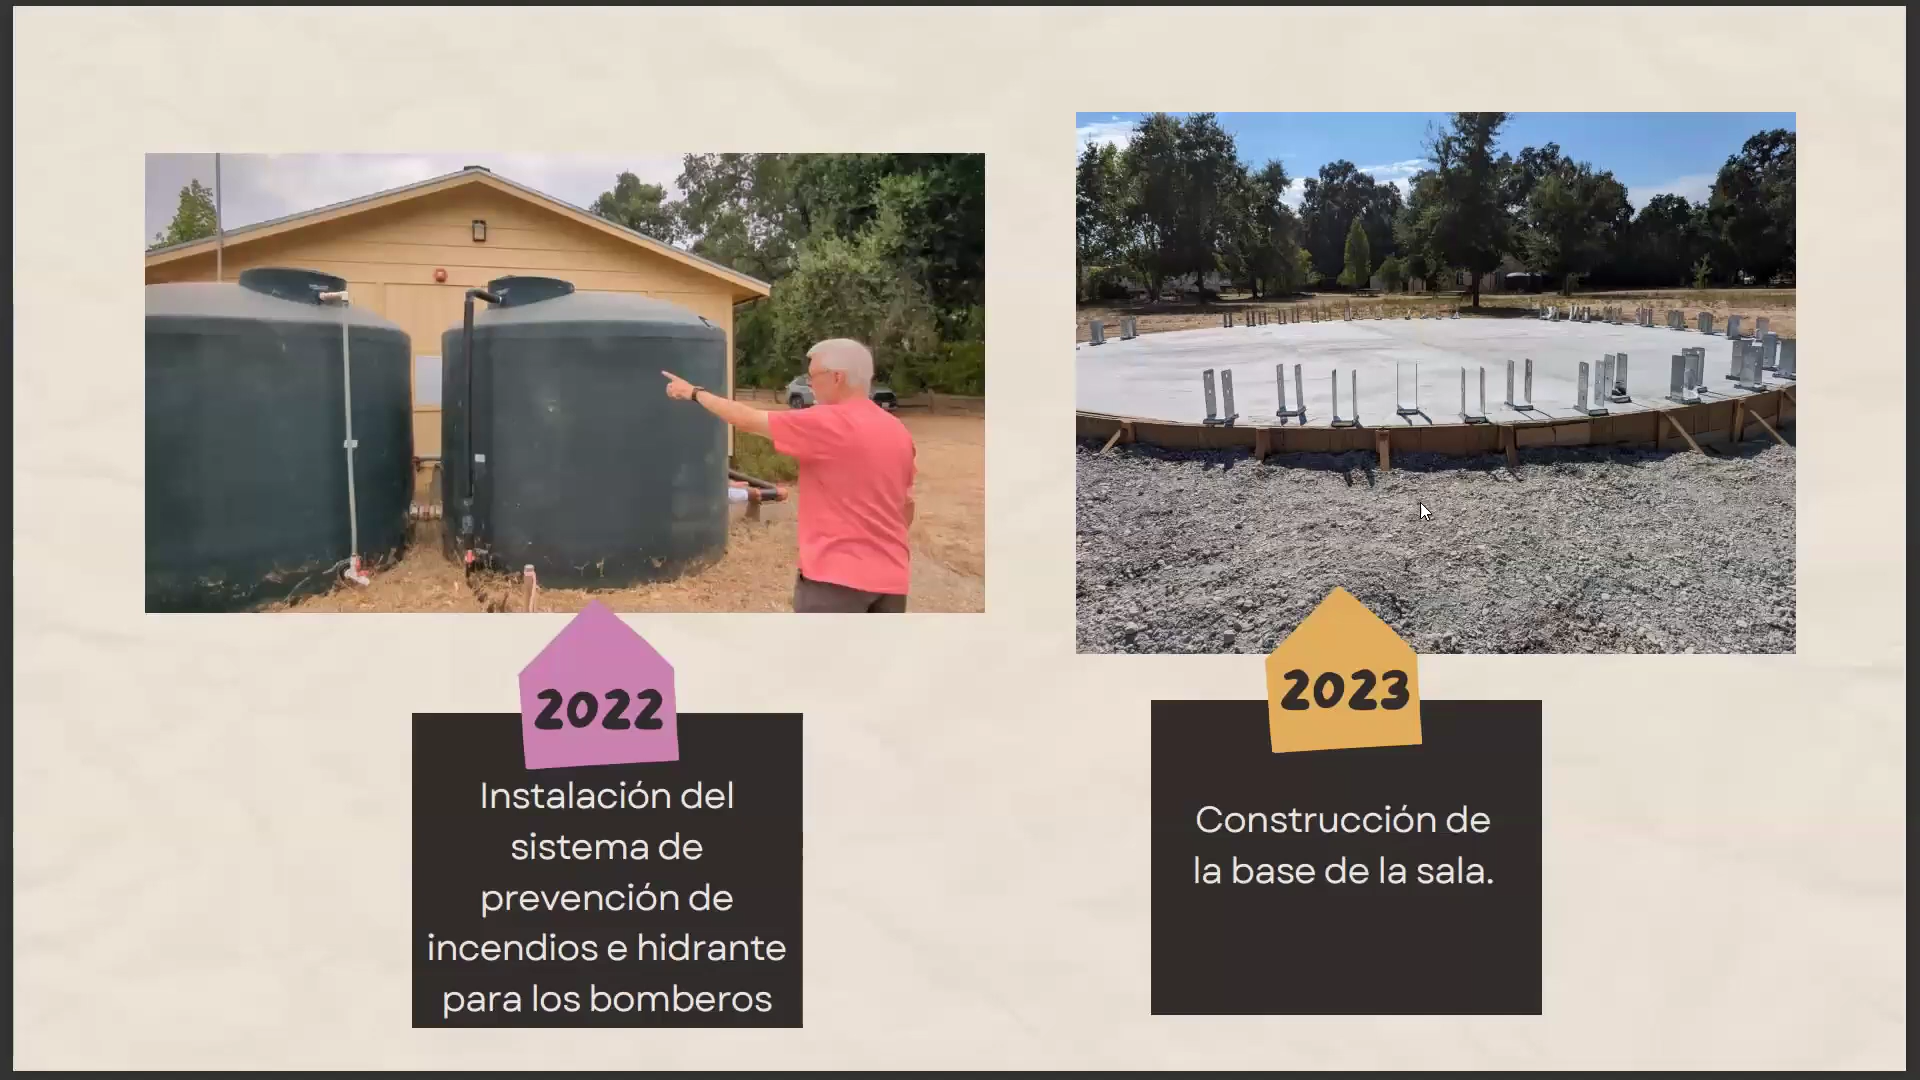 2022
Instalación del
sistema de
prevención de
incendios e hidrante
para los bomberos
2023
Construcción de
la base de la sala.